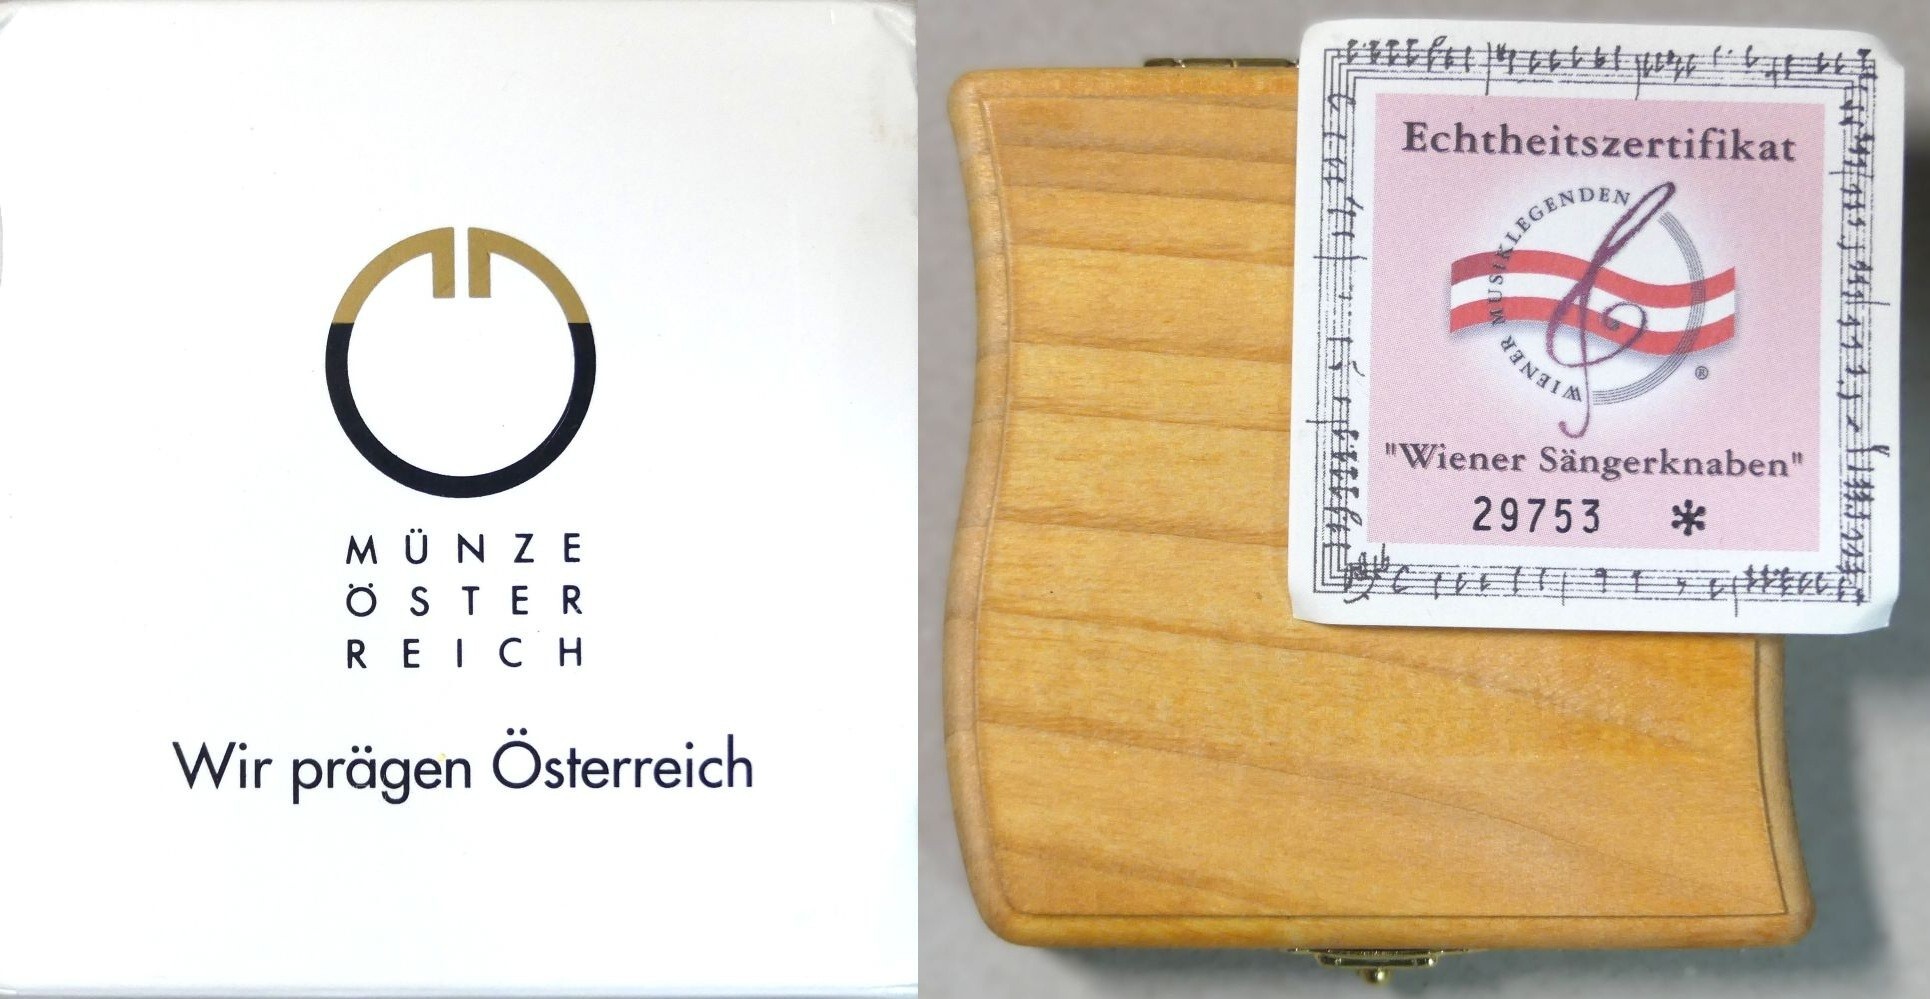 MÜNZE
ÖSTER
REICH
Wir prägen Österreich
Echtheitszertifikat
WIENER MUSIKLEGENDEN
®
"Wiener Sängerknaben"
29753 *